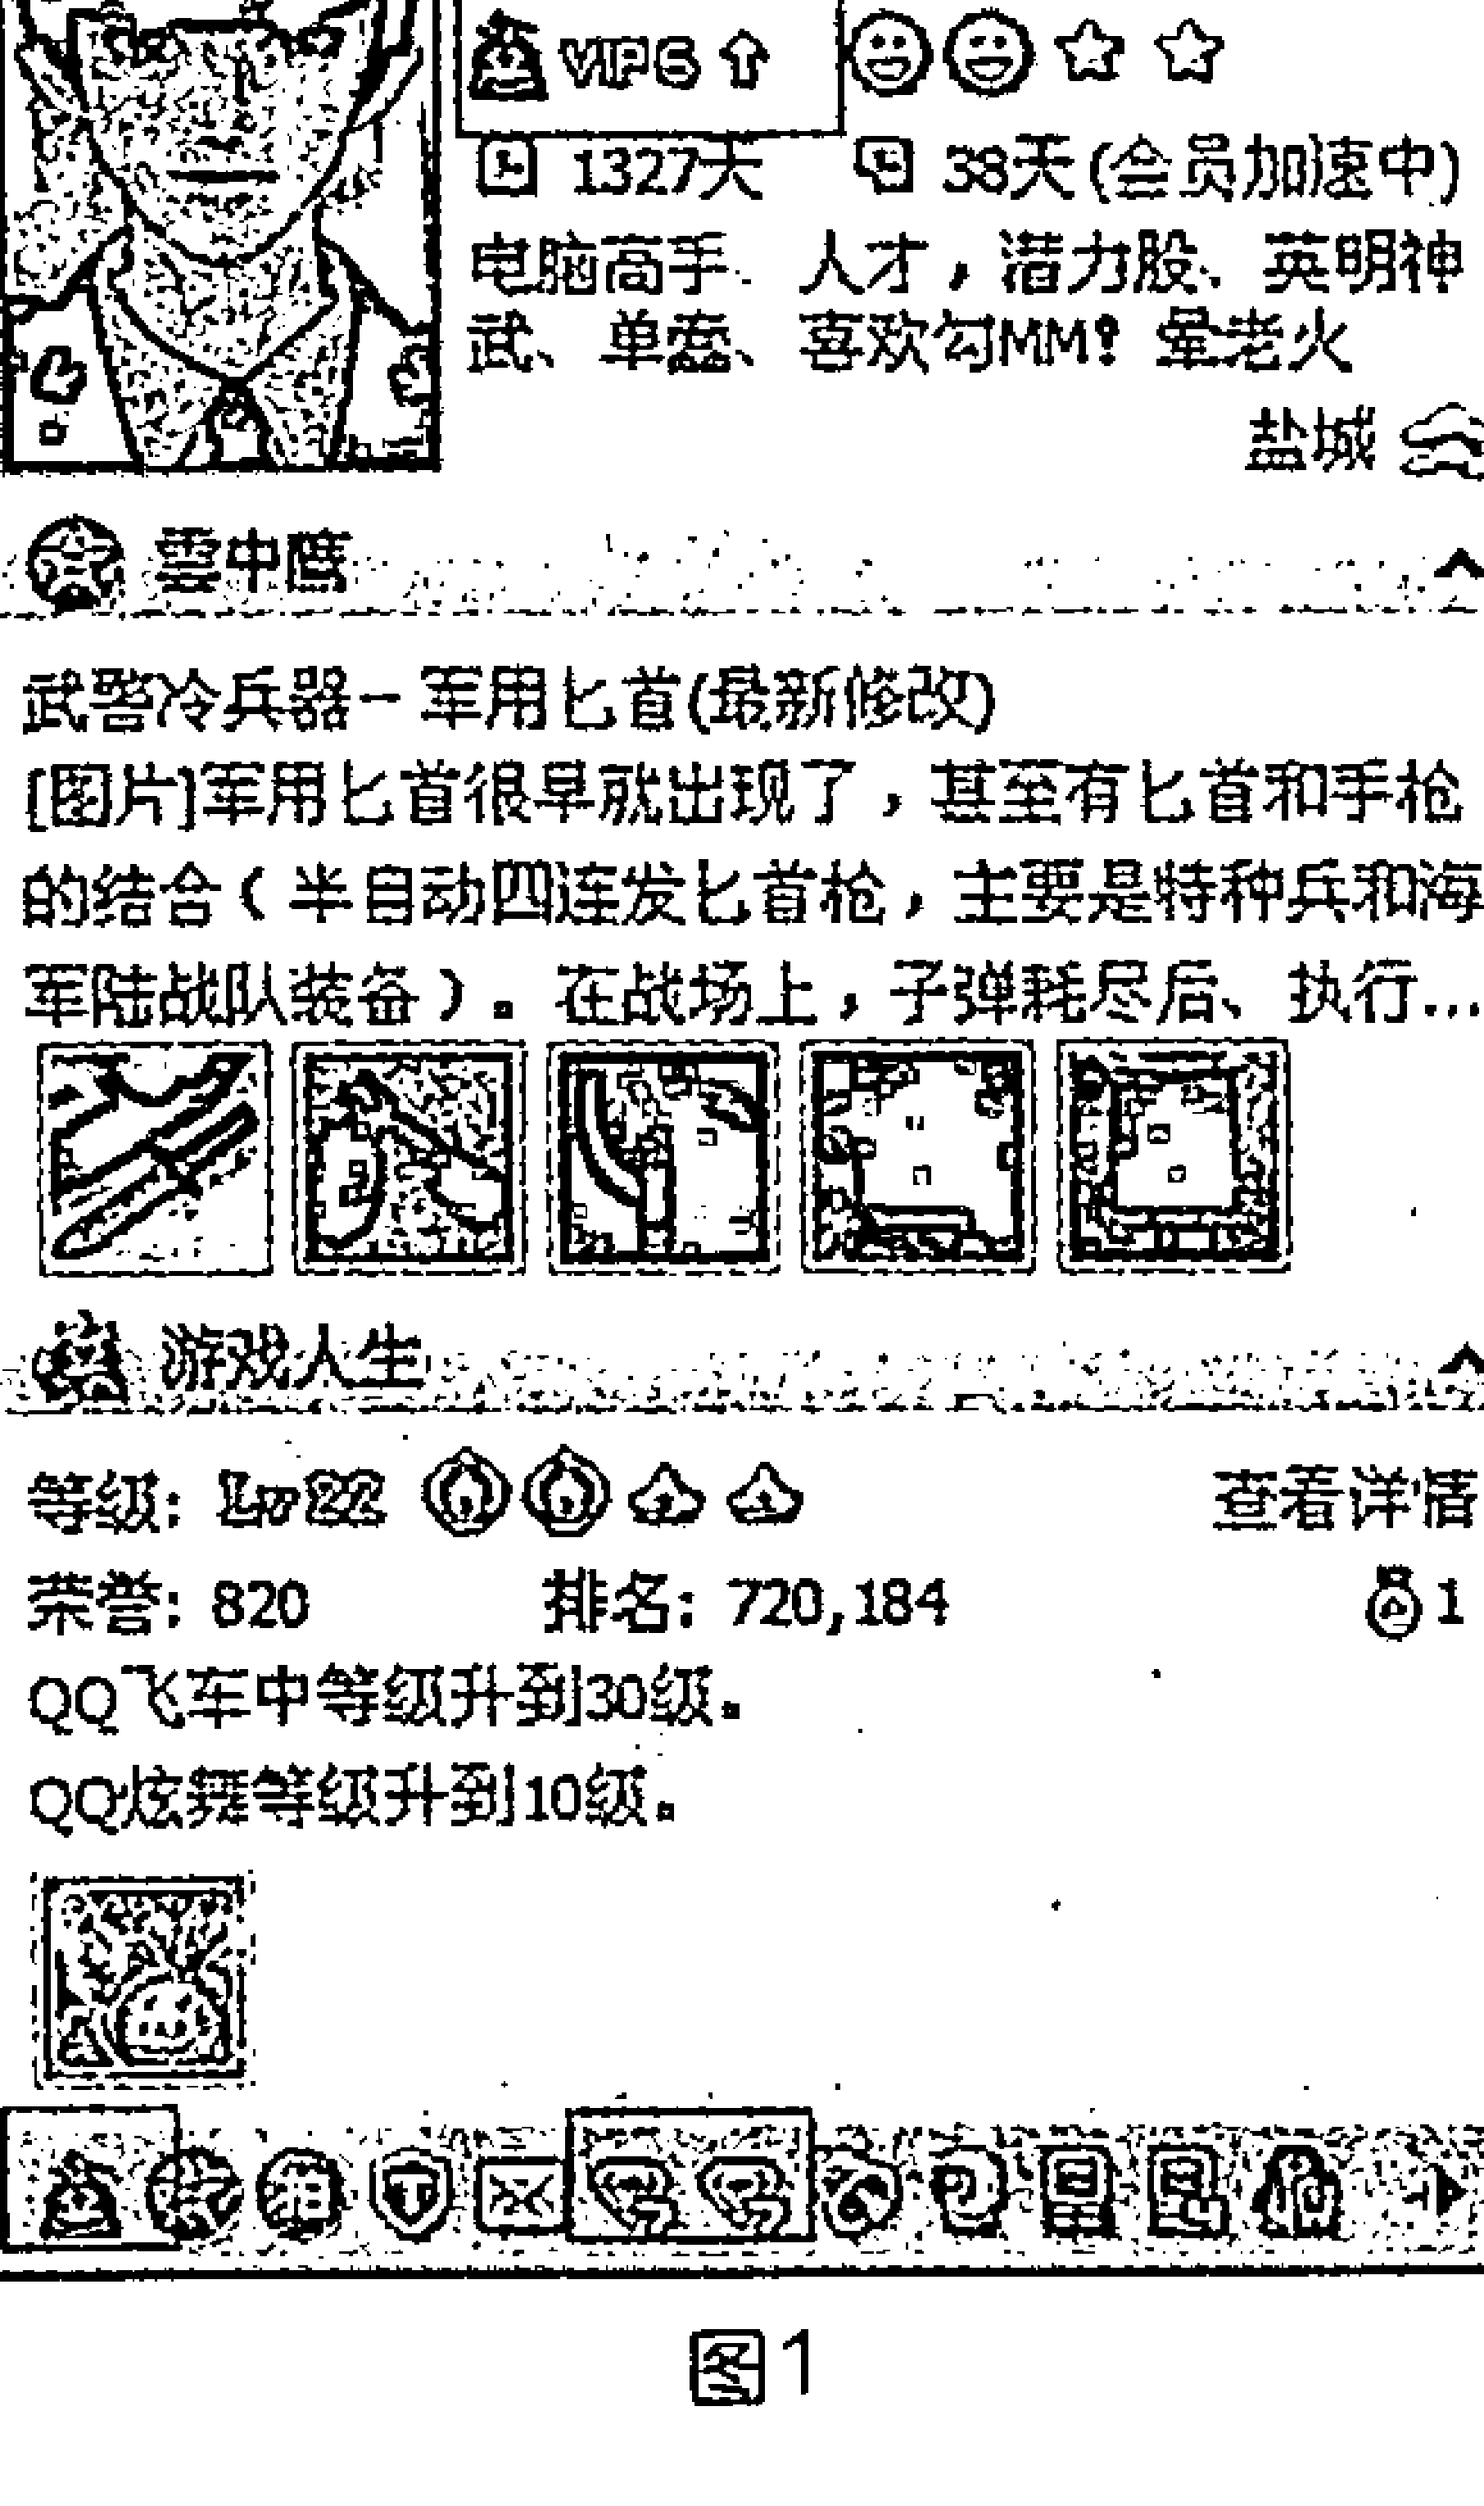 VIP6
1327天 38天(会员加速中)
电脑高手、人才,潜力股、英明神
武、单蠢、喜欢勾MM! 晕老火
盐城
雲中鹰
武器冷兵器-军用匕首(最新修改)
[图片]军用匕首很早就出现了,甚至有匕首和手枪
的结合(半自动四连发匕首枪,主要是特种兵和海
军陆战队装备)。在战场上,子弹耗尽后、执行...
游戏人生
等级: Lv22 查看详情
荣誉: 820 排名: 720,184 1
QQ飞车中等级升到30级。
QQ炫舞等级升到10级。
图1